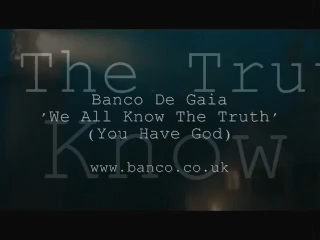 The Tru
Banco De Gaia
'We All Know The Truth'
(You Have God)
Know
www.banco.co.uk